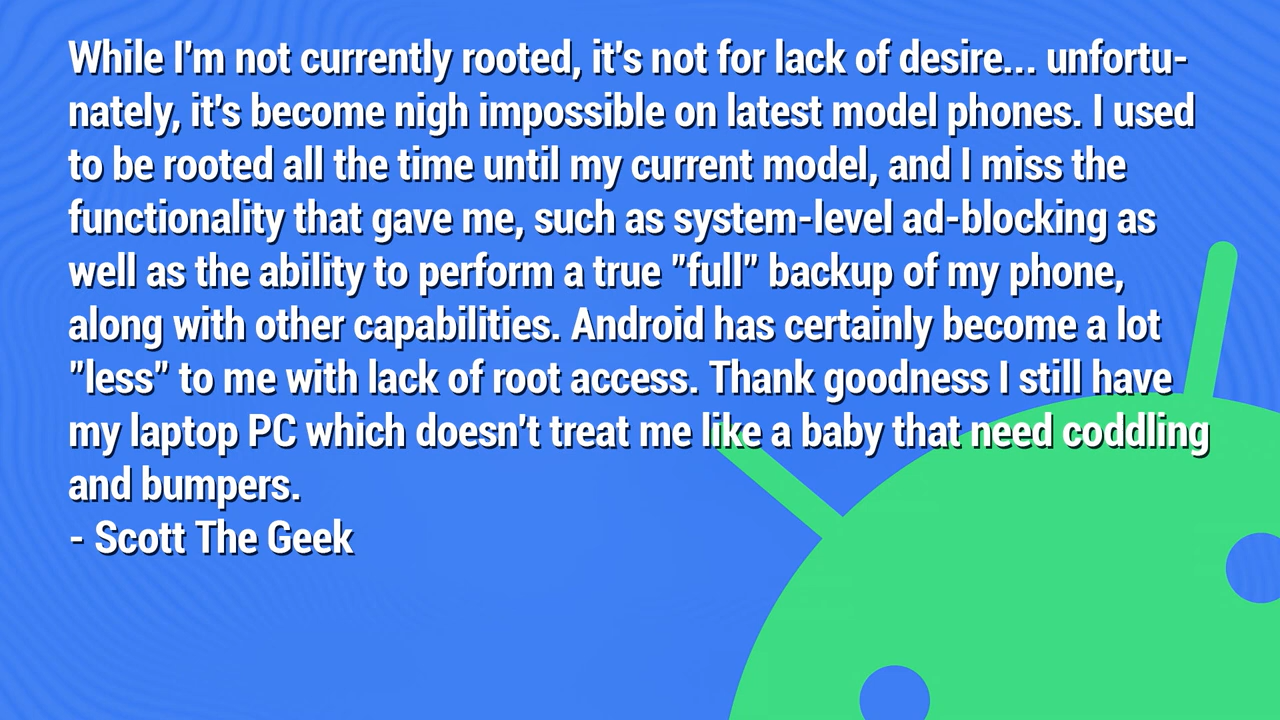 While I'm not currently rooted, it's not for lack of desire... unfortu-
nately, it's become nigh impossible on latest model phones. I used
to be rooted all the time until my current model, and I miss the
functionality that gave me, such as system-level ad-blocking as
well as the ability to perform a true "full" backup of my phone,
along with other capabilities. Android has certainly become a lot
"less" to me with lack of root access. Thank goodness I still have
my laptop PC which doesn't treat me like a baby that need coddling
and bumpers.
- Scott The Geek